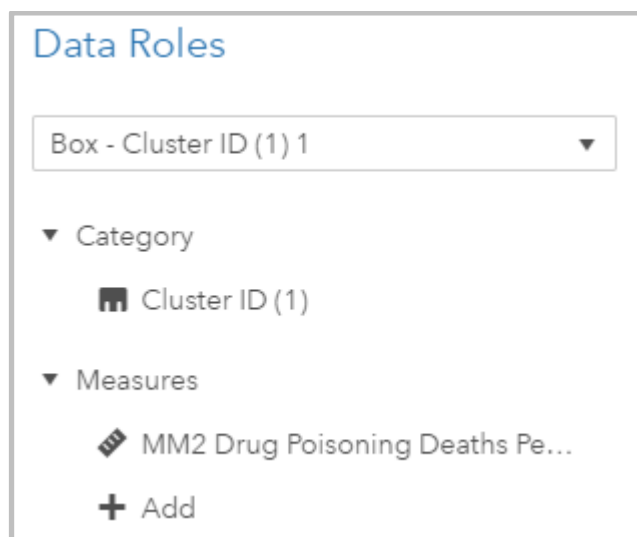 Data Roles
Box - Cluster ID (1) 1
Category
Cluster ID (1)
Measures
MM2 Drug Poisoning Deaths Pe...
Add